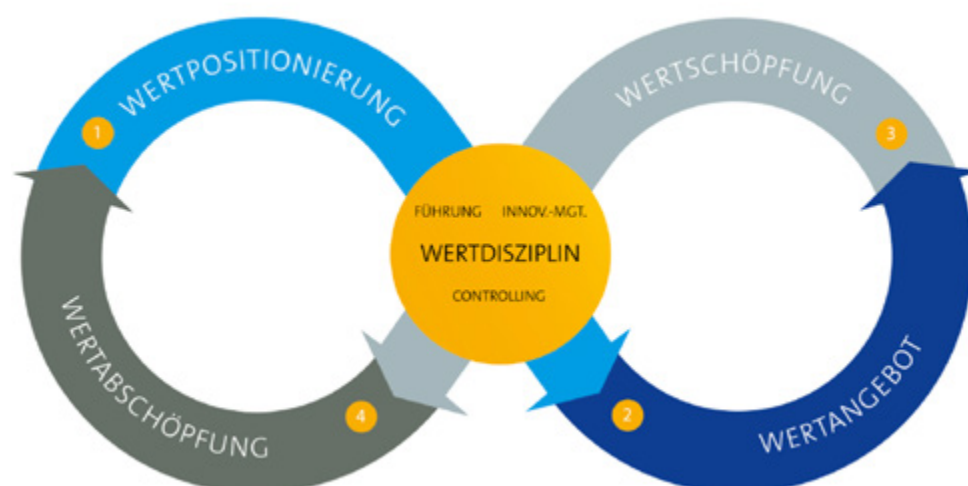 WERTPOSITIONIERUNG
1
WERTSCHÖPFUNG
3
FÜHRUNG INNOV.-MGT.
WERTDISZIPLIN
CONTROLLING
WERTABSCHÖPFUNG
4
2
WERTANGEBOT